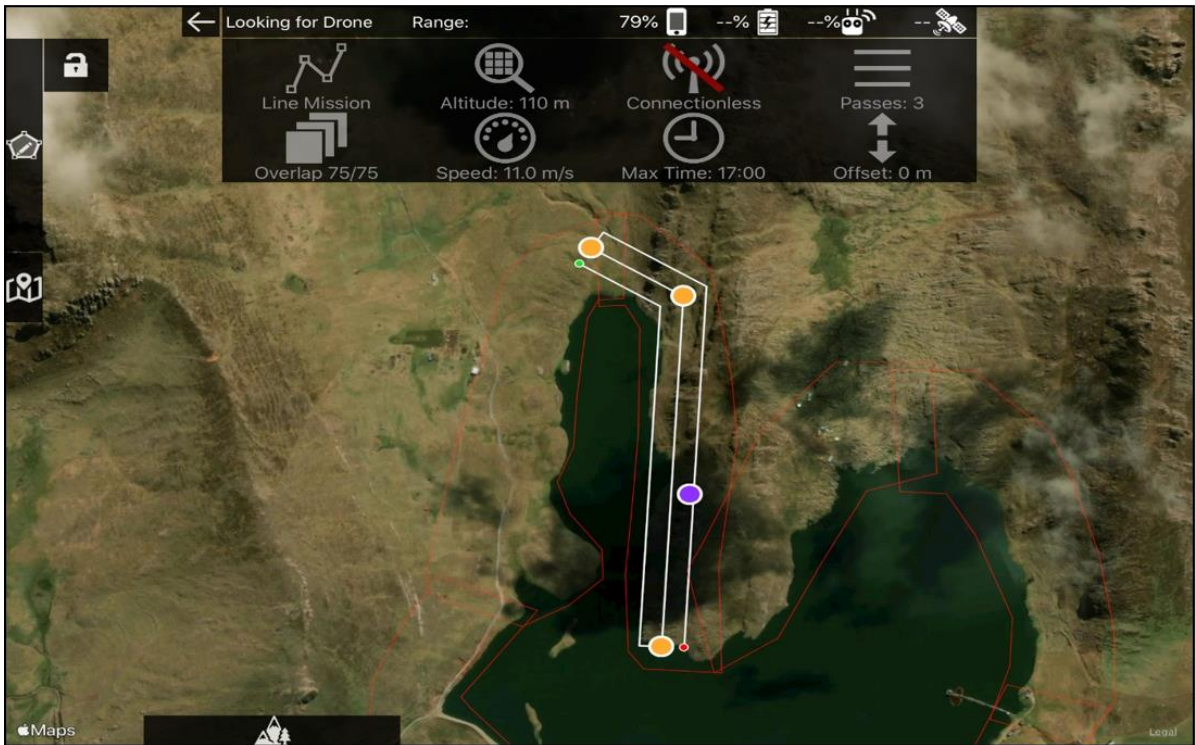 Looking for Drone Range: 79% --% --% --
Line Mission Altitude: 110 m Connectionless Passes: 3
Overlap 75/75 Speed: 11.0 m/s Max Time: 17:00 Offset: 0 m
Maps Legal